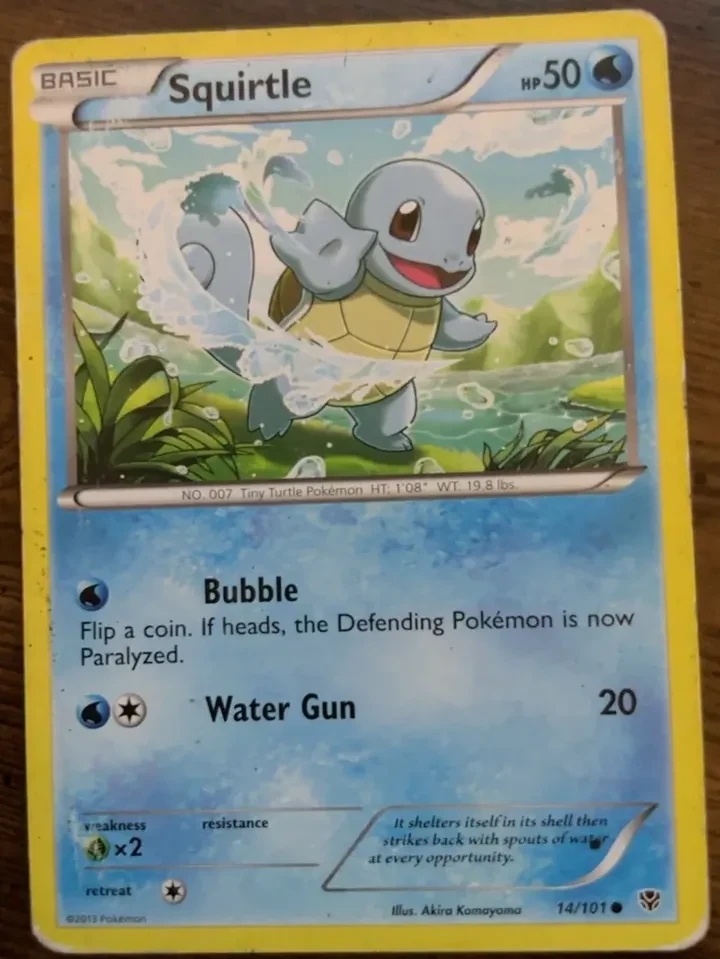 BASIC Squirtle HP 50
NO. 007 Tiny Turtle Pokémon HT: 1'08" WT: 19.8 lbs.
Bubble
Flip a coin. If heads, the Defending Pokémon is now
Paralyzed.
Water Gun 20
weakness resistance
×2
It shelters itself in its shell then
strikes back with spouts of water
at every opportunity.
retreat
©2013 Pokémon
Illus. Akira Komayama 14/101